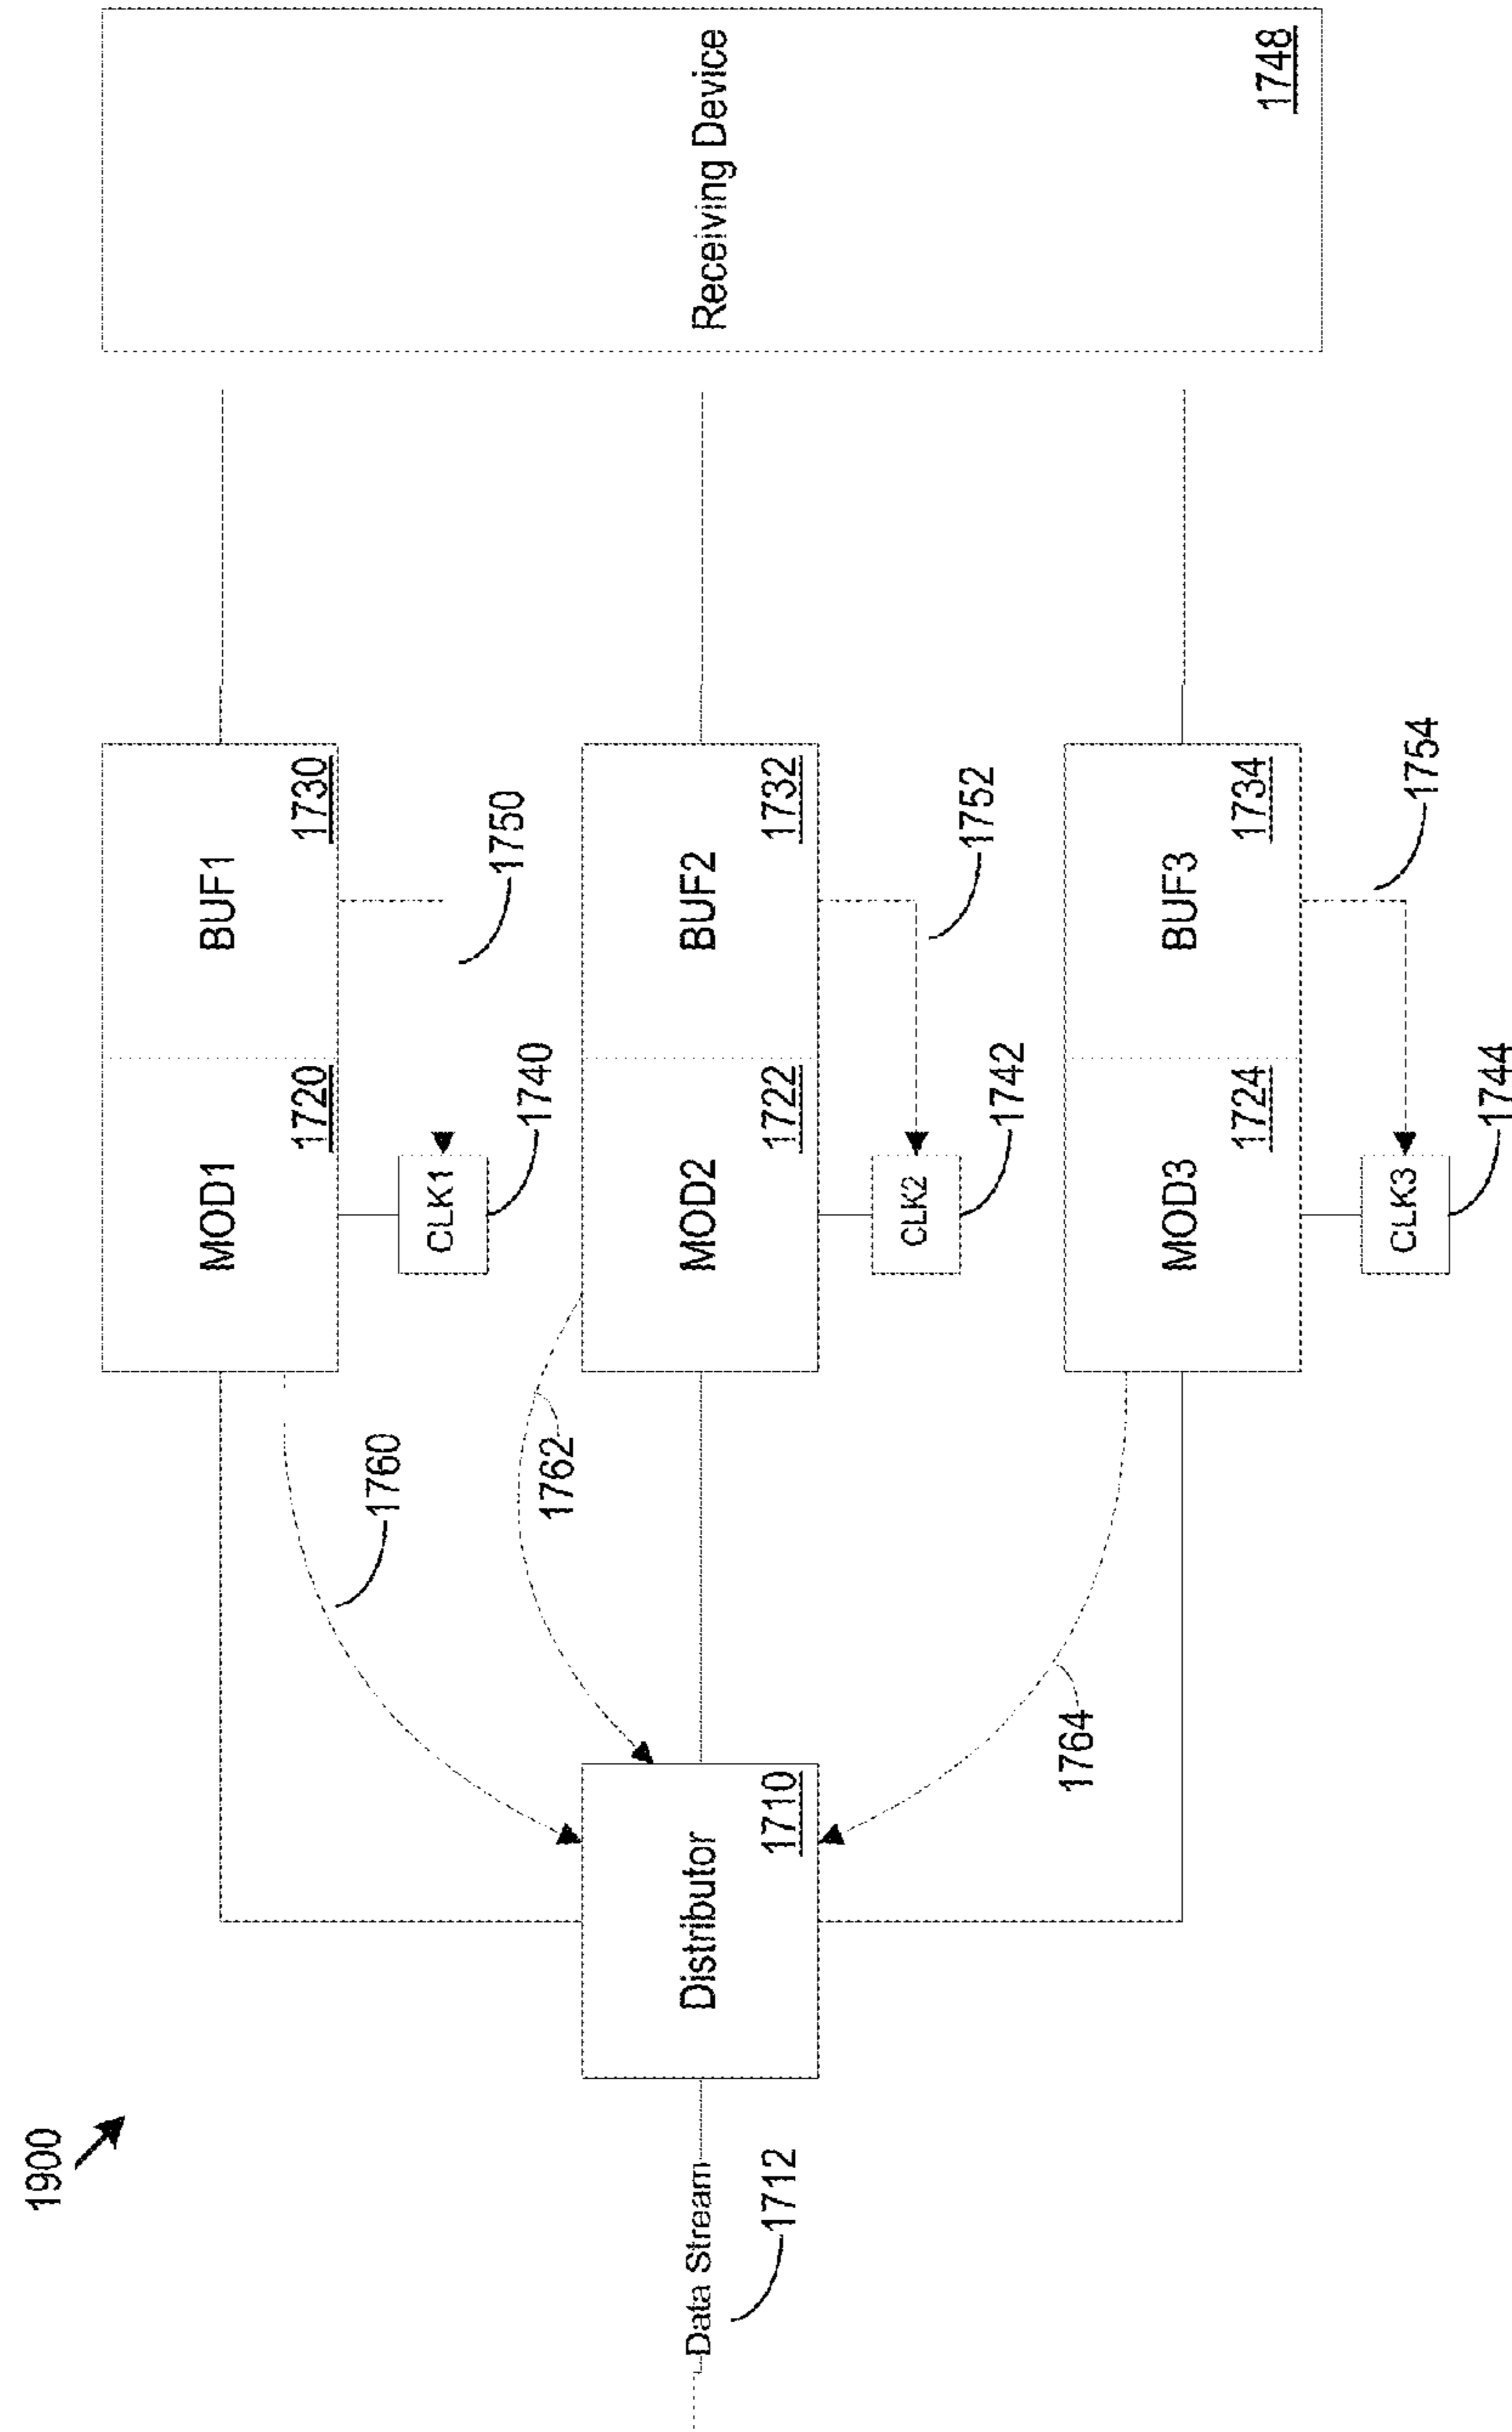 1900
Data Stream
1712
Distributor
1710
1760
1762
1764
MOD1
1720
BUF1
1730
CLK1
1740
1750
MOD2
1722
BUF2
1732
CLK2
1742
1752
MOD3
1724
BUF3
1734
CLK3
1744
1754
Receiving Device
1748